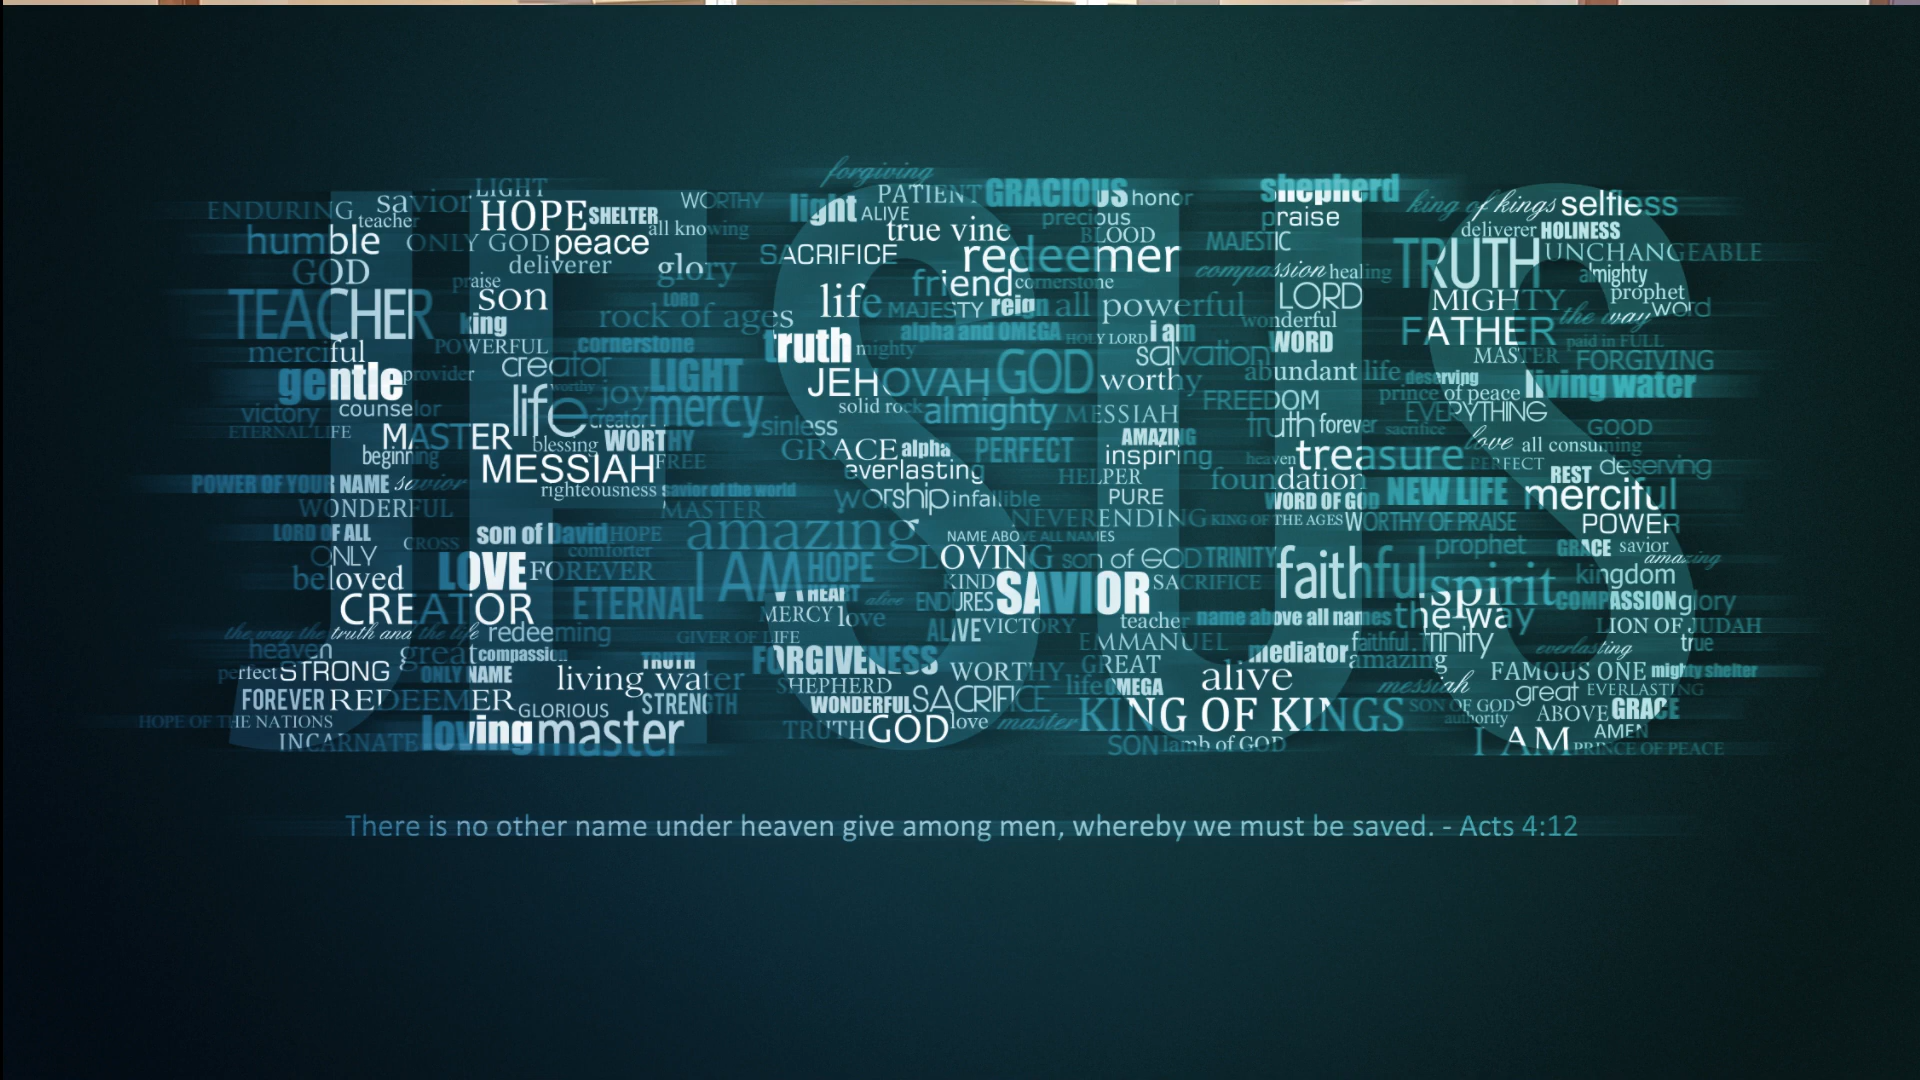 JESUS
forgiving
ENDURING savior LIGHT WORTHY light PATIENT GRACIOUS honor shepherd king of kings selfless
teacher HOPE SHELTER all knowing ALIVE precious praise deliverer HOLINESS
humble ONLY GOD peace SACRIFICE true vine BLOOD MAJESTIC TRUTH UNCHANGEABLE
GOD praise deliverer glory redeemer compassion healing almighty
TEACHER son LORD life friend cornerstone LORD MIGHTY prophet
king rock of ages MAJESTY reign all powerful wonderful FATHER the way word
merciful POWERFUL cornerstone truth mighty alpha and OMEGA HOLY LORD i am WORD MASTER paid in FULL
gentle provider creator LIGHT JEHOVAH GOD salvation abundant life deserving FORGIVING
victory counselor life worthy joy mercy solid rock almighty worthy FREEDOM prince of peace living water
ETERNAL LIFE MASTER creator sinless MESSIAH truth forever sacrifice EVERYTHING GOOD
beginning blessing WORTHY GRACE alpha PERFECT AMAZING inspiring heaven treasure love all consuming
MESSIAH FREE everlasting HELPER foundation PERFECT REST deserving
POWER OF YOUR NAME savior righteousness savior of the world worship infallible PURE WORD OF GOD NEW LIFE merciful
WONDERFUL MASTER NEVERENDING KING OF THE AGES WORTHY OF PRAISE POWER
LORD OF ALL CROSS son of David HOPE amazing NAME ABOVE ALL NAMES prophet GRACE savior
ONLY comforter LOVING son of GOD TRINITY faithful amazing
beloved LOVE FOREVER I AM HOPE KIND SAVIOR SACRIFICE spirit kingdom
CREATOR ETERNAL HEART alive ENDURES COMPASSION glory
the way the truth and the life redeeming MERCY love ALIVE VICTORY teacher name above all names the way LION OF JUDAH
heaven great compassion GIVER OF LIFE EMMANUEL mediator faithful Trinity everlasting true
perfect STRONG ONLY NAME TRUTH FORGIVENESS WORTHY GREAT amazing FAMOUS ONE mighty shelter
FOREVER REDEEMER living water SHEPHERD life OMEGA alive messiah great EVERLASTING
HOPE OF THE NATIONS GLORIOUS STRENGTH WONDERFUL SACRIFICE KING OF KINGS SON OF GOD authority ABOVE GRACE
INCARNATE loving master TRUTH GOD love master SON lamb of GOD I AM AMEN PRINCE OF PEACE
There is no other name under heaven give among men, whereby we must be saved. - Acts 4:12